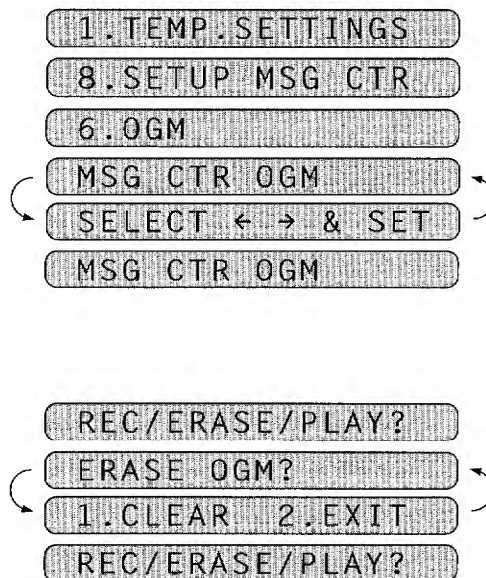 1.TEMP.SETTINGS
8.SETUP MSG CTR
6.OGM
MSG CTR OGM
SELECT ← → & SET
MSG CTR OGM
REC/ERASE/PLAY?
ERASE OGM?
1.CLEAR 2.EXIT
REC/ERASE/PLAY?